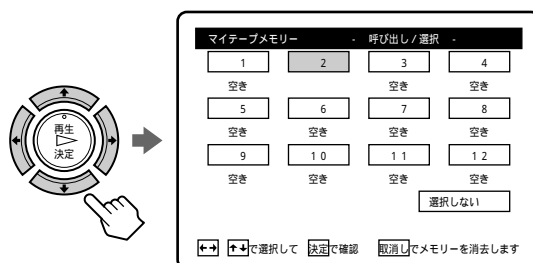 再生
決定
マイテープメモリー - 呼び出し / 選択 -
1 2 3 4
空き 空き 空き
5 6 7 8
空き 空き 空き 空き
9 10 11 12
空き 空き 空き 空き
選択しない
←→ ↑↓で選択して 決定で確認 取消しでメモリーを消去します